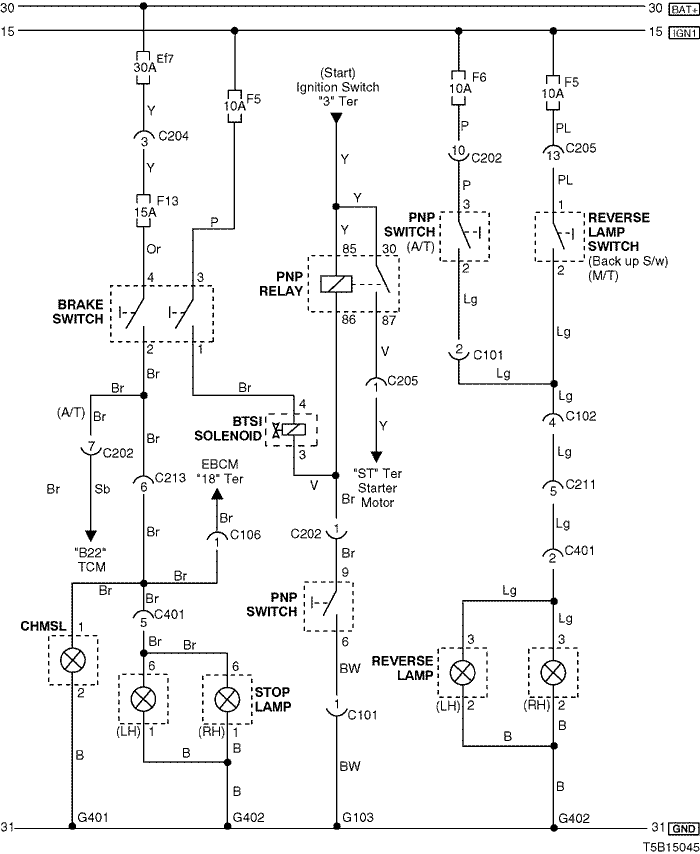 30
30 BAT+
15
15 IGN1
Ef7
30A
F5
10A
(Start)
Ignition Switch
"3" Ter
F6
10A
F5
10A
Y
3
C204
Y
F13
15A
P
Or
Y
Y
Y
P
10
C202
P
PL
13
C205
PL
PNP
SWITCH
(A/T)
3
2
1
2
REVERSE
LAMP
SWITCH
(Back up S/w)
(M/T)
BRAKE
SWITCH
4
3
2
1
PNP
RELAY
85
30
86
87
Lg
Lg
V
1
C205
Y
2
C101
Lg
Lg
"ST" Ter
Starter
Motor
Br
Br
(A/T)
Br
Br
7
C202
Br
Sb
"B22"
TCM
Br
BTSI
SOLENOID
4
3
V
6
C213
EBCM
"18" Ter
Br
1
C106
Br
Br
Br
Br
C202
1
Br
4
C102
Lg
5
C211
Lg
2
C401
PNP
SWITCH
9
6
BW
1
C101
BW
Br
5
C401
Br
Br
CHMSL
1
2
B
6
6
STOP
LAMP
(LH)
1
(RH)
1
B
B
B
Lg
Lg
REVERSE
LAMP
3
3
(LH)
2
(RH)
2
B
B
B
G401
G402
G103
G402
31
31 GND
T5B15045